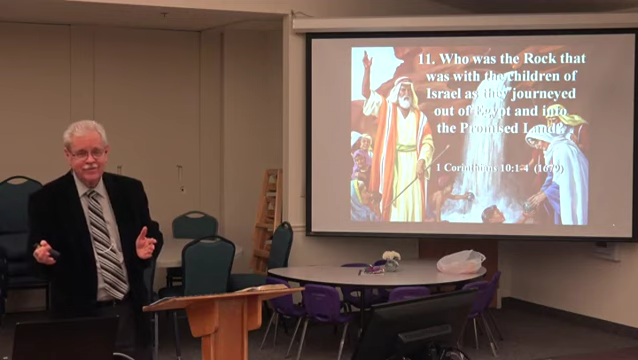 11. Who was the Rock that
was with the children of
Israel as they journeyed
out of Egypt and into
the Promised Land?
1 Corinthians 10:1-4 (1679)